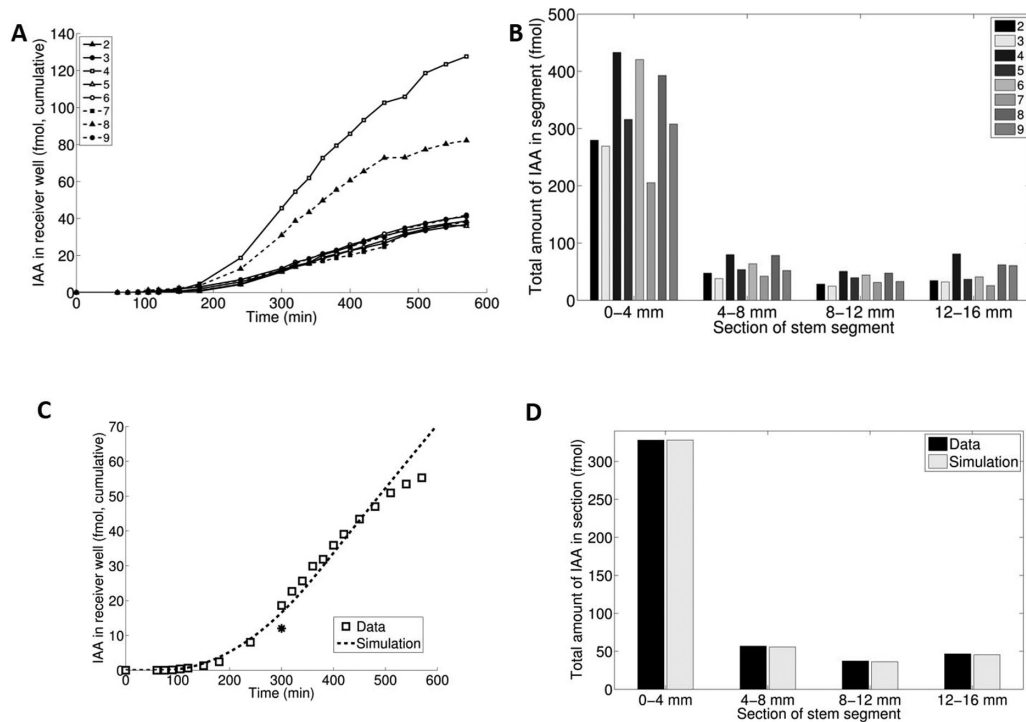 A
IAA in receiver well (fmol, cumulative)
140
120
100
80
60
40
20
0
2
3
4
5
6
7
8
9
0 100 200 300 400 500 600
Time (min)
B
Total amount of IAA in segment (fmol)
500
400
300
200
100
0
2
3
4
5
6
7
8
9
0−4 mm 4−8 mm 8−12 mm 12−16 mm
Section of stem segment
C
IAA in receiver well (fmol, cumulative)
70
60
50
40
30
20
10
0
Data
Simulation
0 100 200 300 400 500 600
Time (min)
D
Total amount of IAA in section (fmol)
300
250
200
150
100
50
0
Data
Simulation
0−4 mm 4−8 mm 8−12 mm 12−16 mm
Section of stem segment